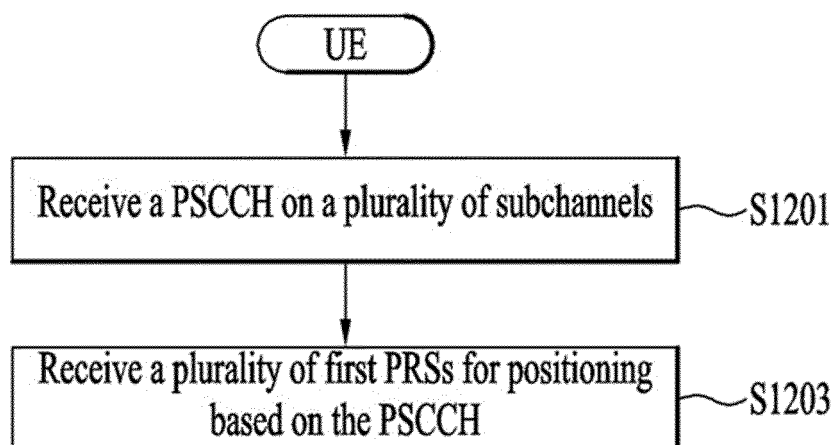 UE
Receive a PSCCH on a plurality of subchannels
S1201
Receive a plurality of first PRSs for positioning
based on the PSCCH
S1203